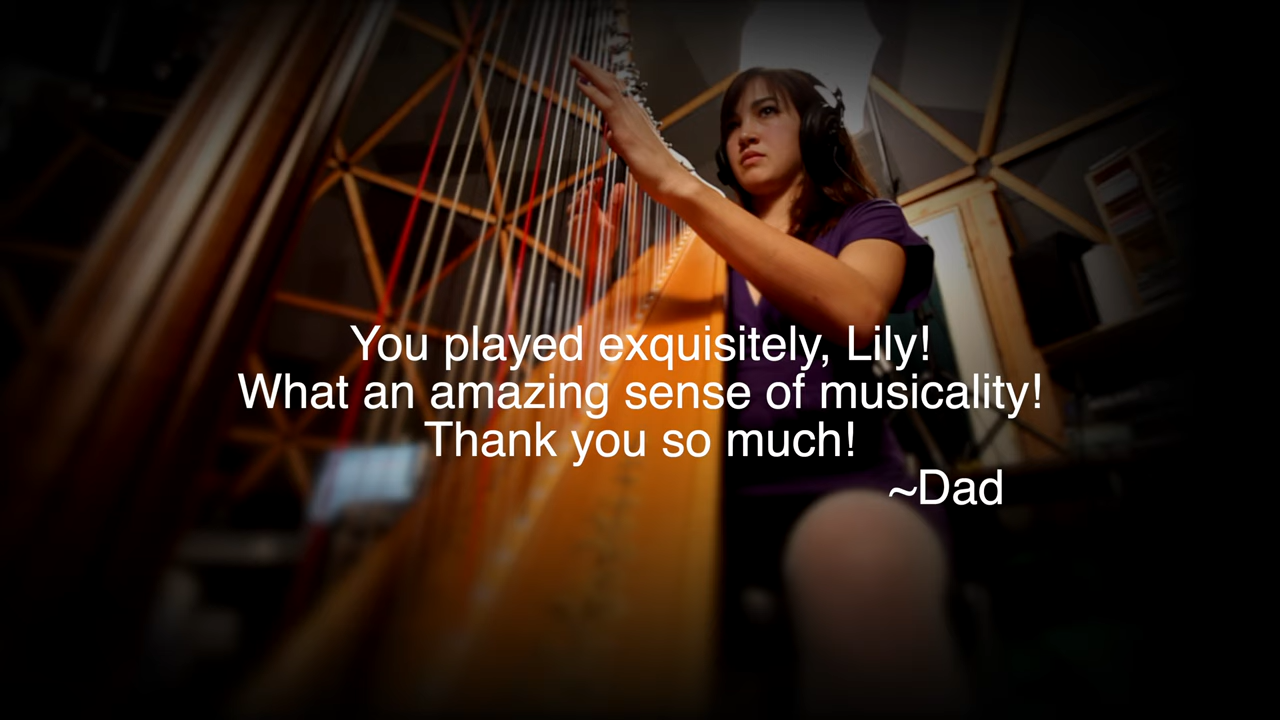 You played exquisitely, Lily!
What an amazing sense of musicality!
Thank you so much!
~Dad